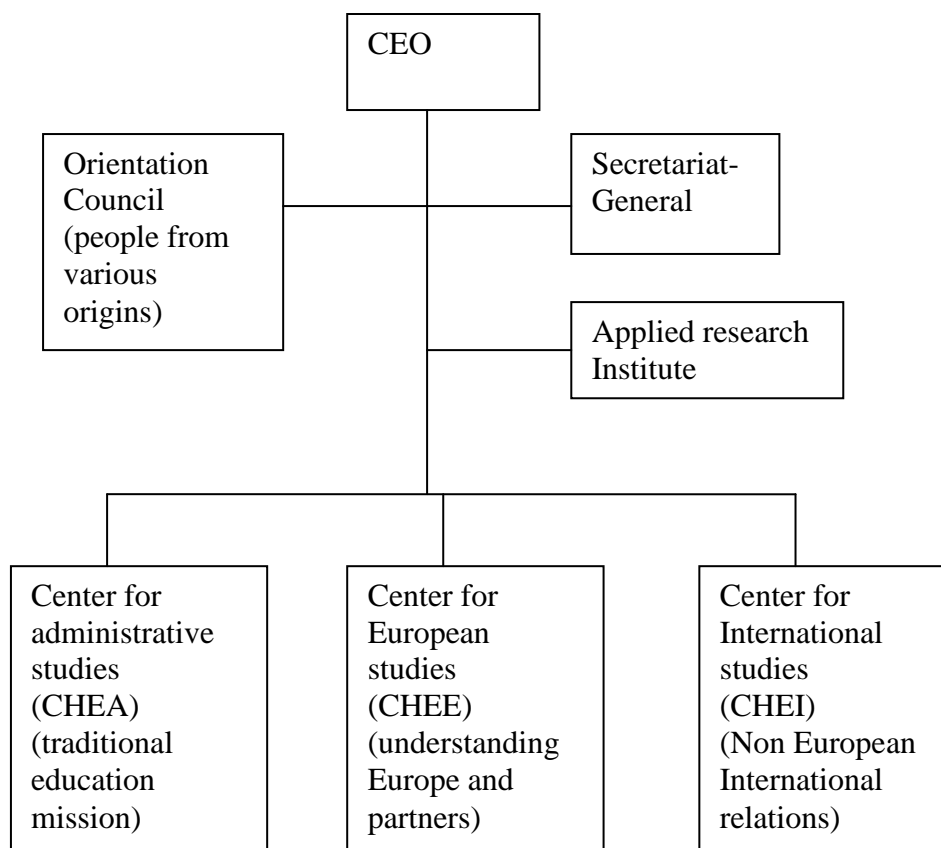 CEO
Orientation
Council
(people from
various
origins)
Secretariat-
General
Applied research
Institute
Center for
administrative
studies
(CHEA)
(traditional
education
mission)
Center for
European
studies
(CHEE)
(understanding
Europe and
partners)
Center for
International
studies
(CHEI)
(Non European
International
relations)